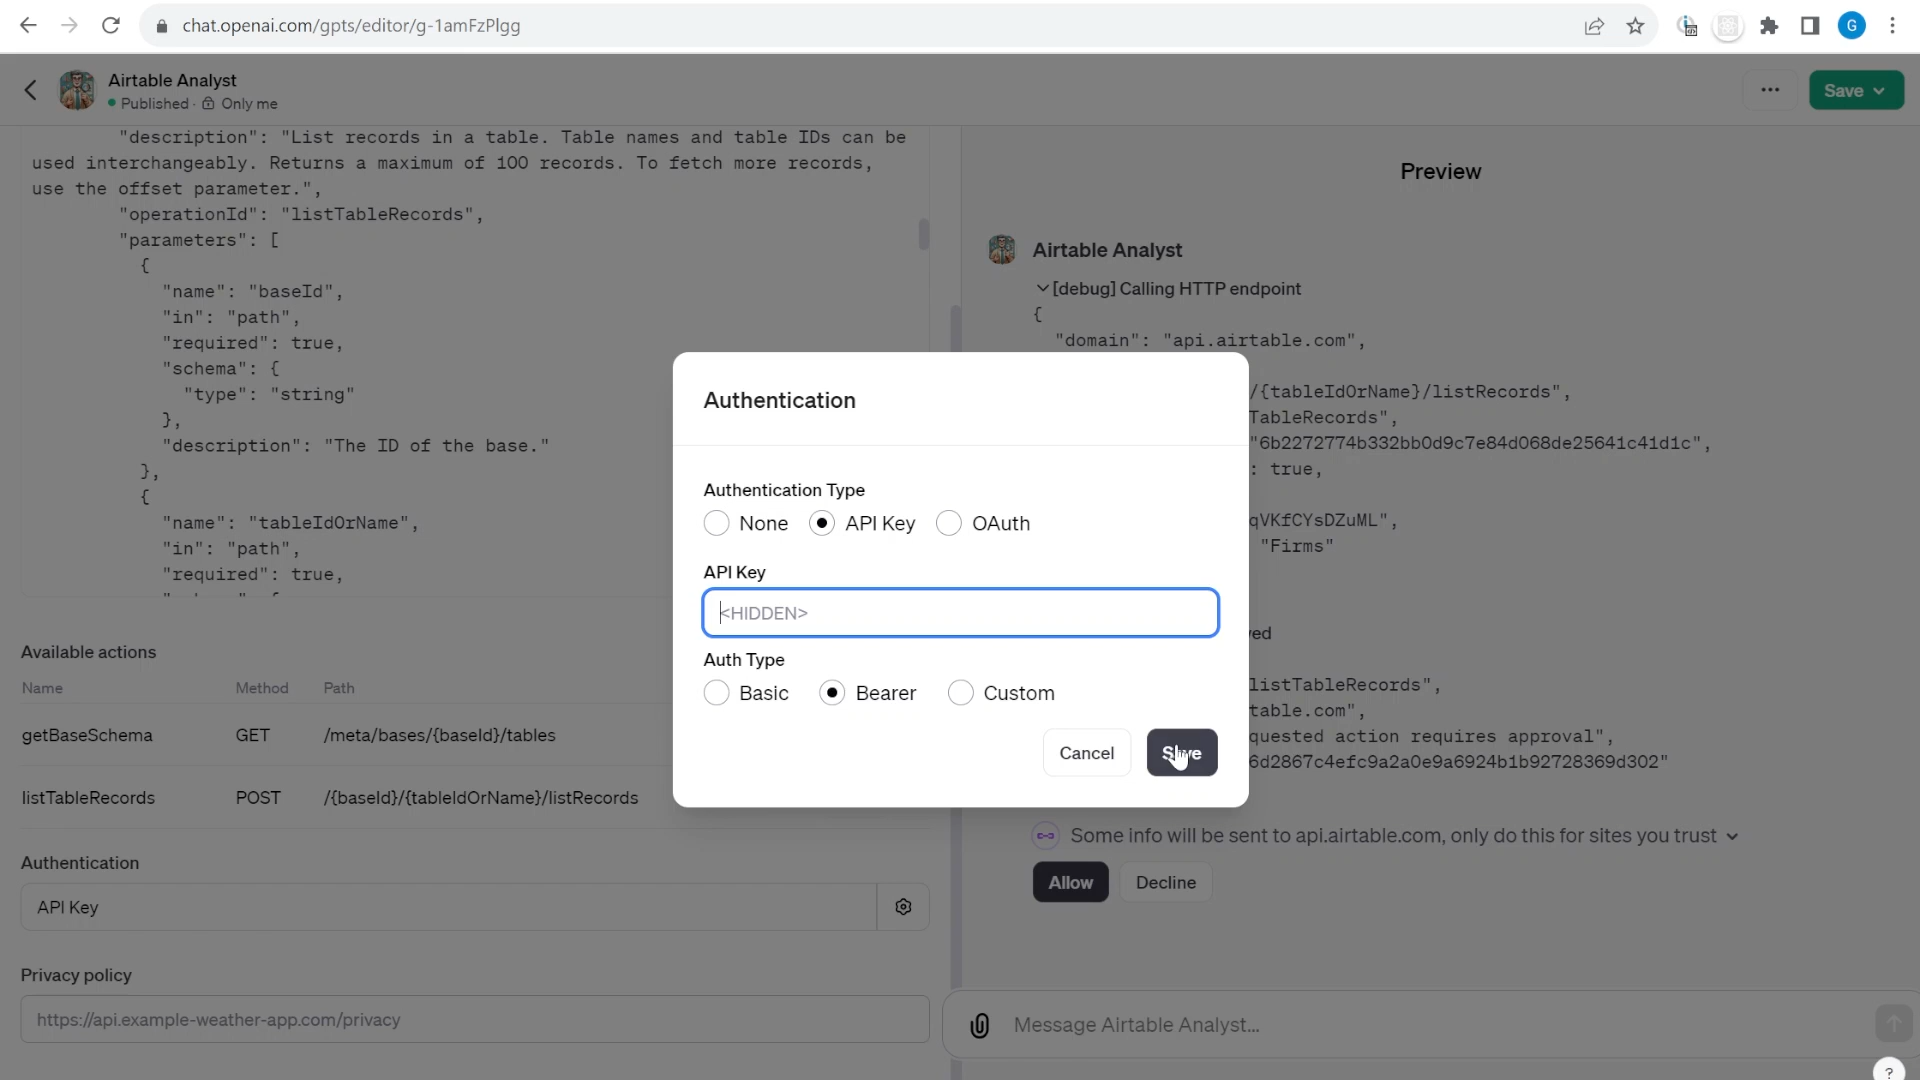 chat.openai.com/gpts/editor/g-1amFzPlgg
G
Airtable Analyst
Published · Only me
Save
"description": "List records in a table. Table names and table IDs can be
used interchangeably. Returns a maximum of 100 records. To fetch more records,
use the offset parameter.",
"operationId": "listTableRecords",
"parameters": [
{
"name": "baseId",
"in": "path",
"required": true,
"schema": {
"type": "string"
},
"description": "The ID of the base."
},
{
"name": "tableIdOrName",
"in": "path",
"required": true,
Available actions
Name Method Path
getBaseSchema GET /meta/bases/{baseId}/tables
listTableRecords POST /{baseId}/{tableIdOrName}/listRecords
Authentication
API Key
Privacy policy
https://api.example-weather-app.com/privacy
Authentication
Authentication Type
None API Key OAuth
API Key
<HIDDEN>
Auth Type
Basic Bearer Custom
Cancel Save
Preview
Airtable Analyst
[debug] Calling HTTP endpoint
{
"domain": "api.airtable.com",
/{tableIdOrName}/listRecords",
TableRecords",
"6b2272774b332bb0d9c7e84d068de25641c41d1c",
: true,
qVKfCYsDZuML",
"Firms"
ved
listTableRecords",
table.com",
quested action requires approval",
6d2867c4efc9a2a0e9a6924b1b92728369d302"
Some info will be sent to api.airtable.com, only do this for sites you trust
Allow Decline
Message Airtable Analyst...
?